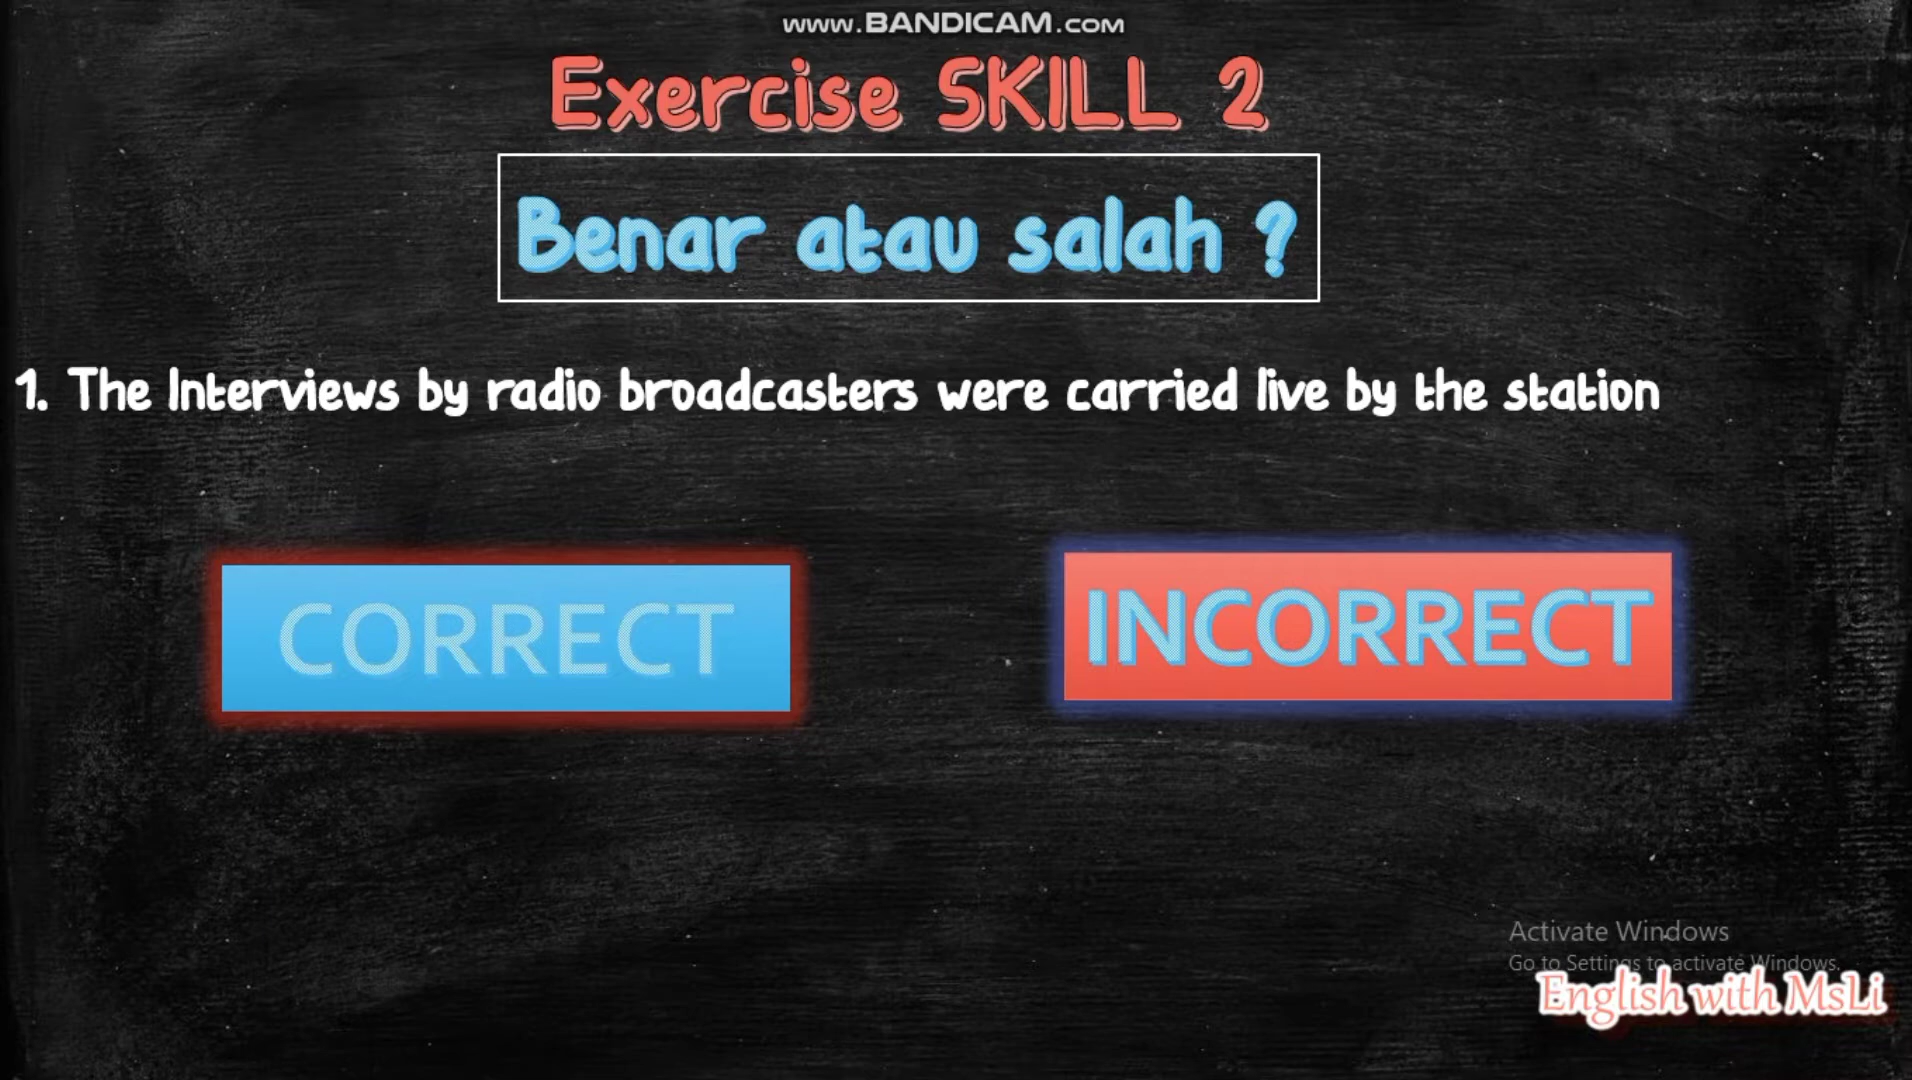 www.BANDICAM.com
Exercise SKILL 2
Benar atau salah ?
1. The Interviews by radio broadcasters were carried live by the station
CORRECT
INCORRECT
Activate Windows
Go to Settings to activate Windows.
English with MsLi